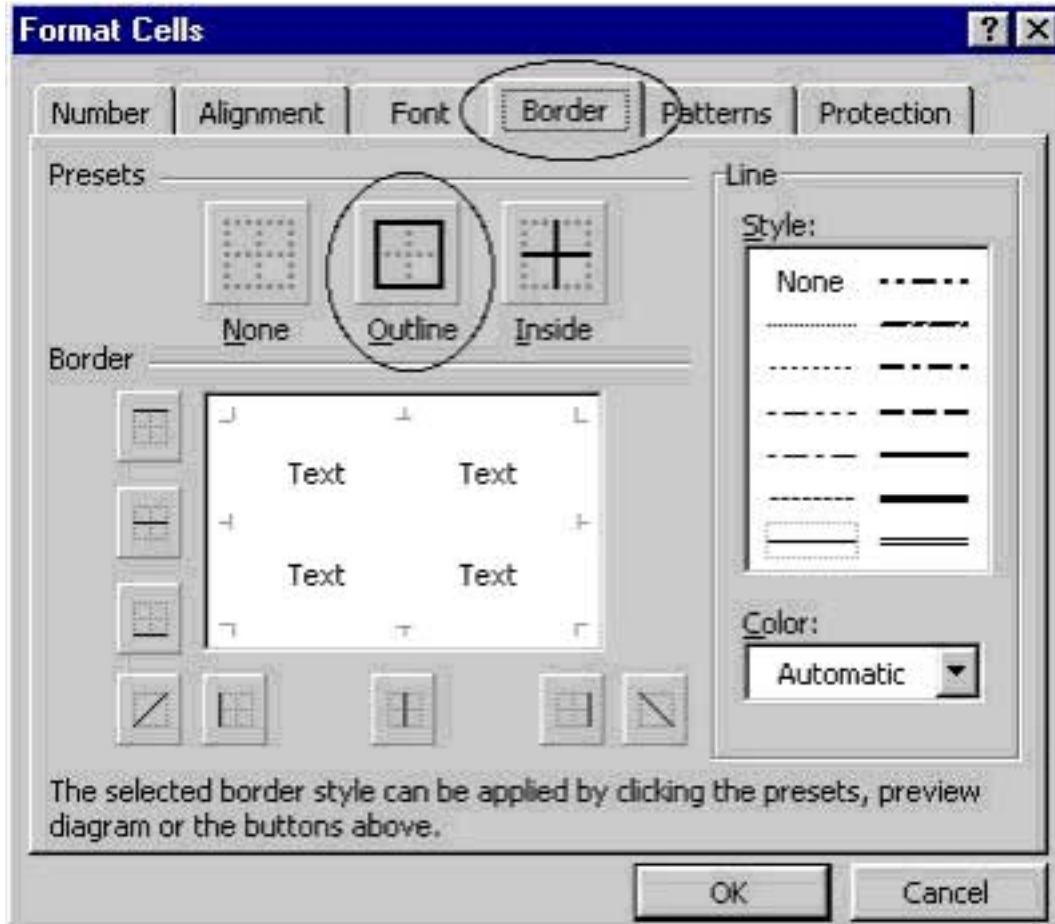 Format Cells
Number Alignment Font Border Patterns Protection
Presets
None Outline Inside
Border
Text Text
Text Text
Line
Style:
None
Color:
Automatic
The selected border style can be applied by clicking the presets, preview
diagram or the buttons above.
OK Cancel